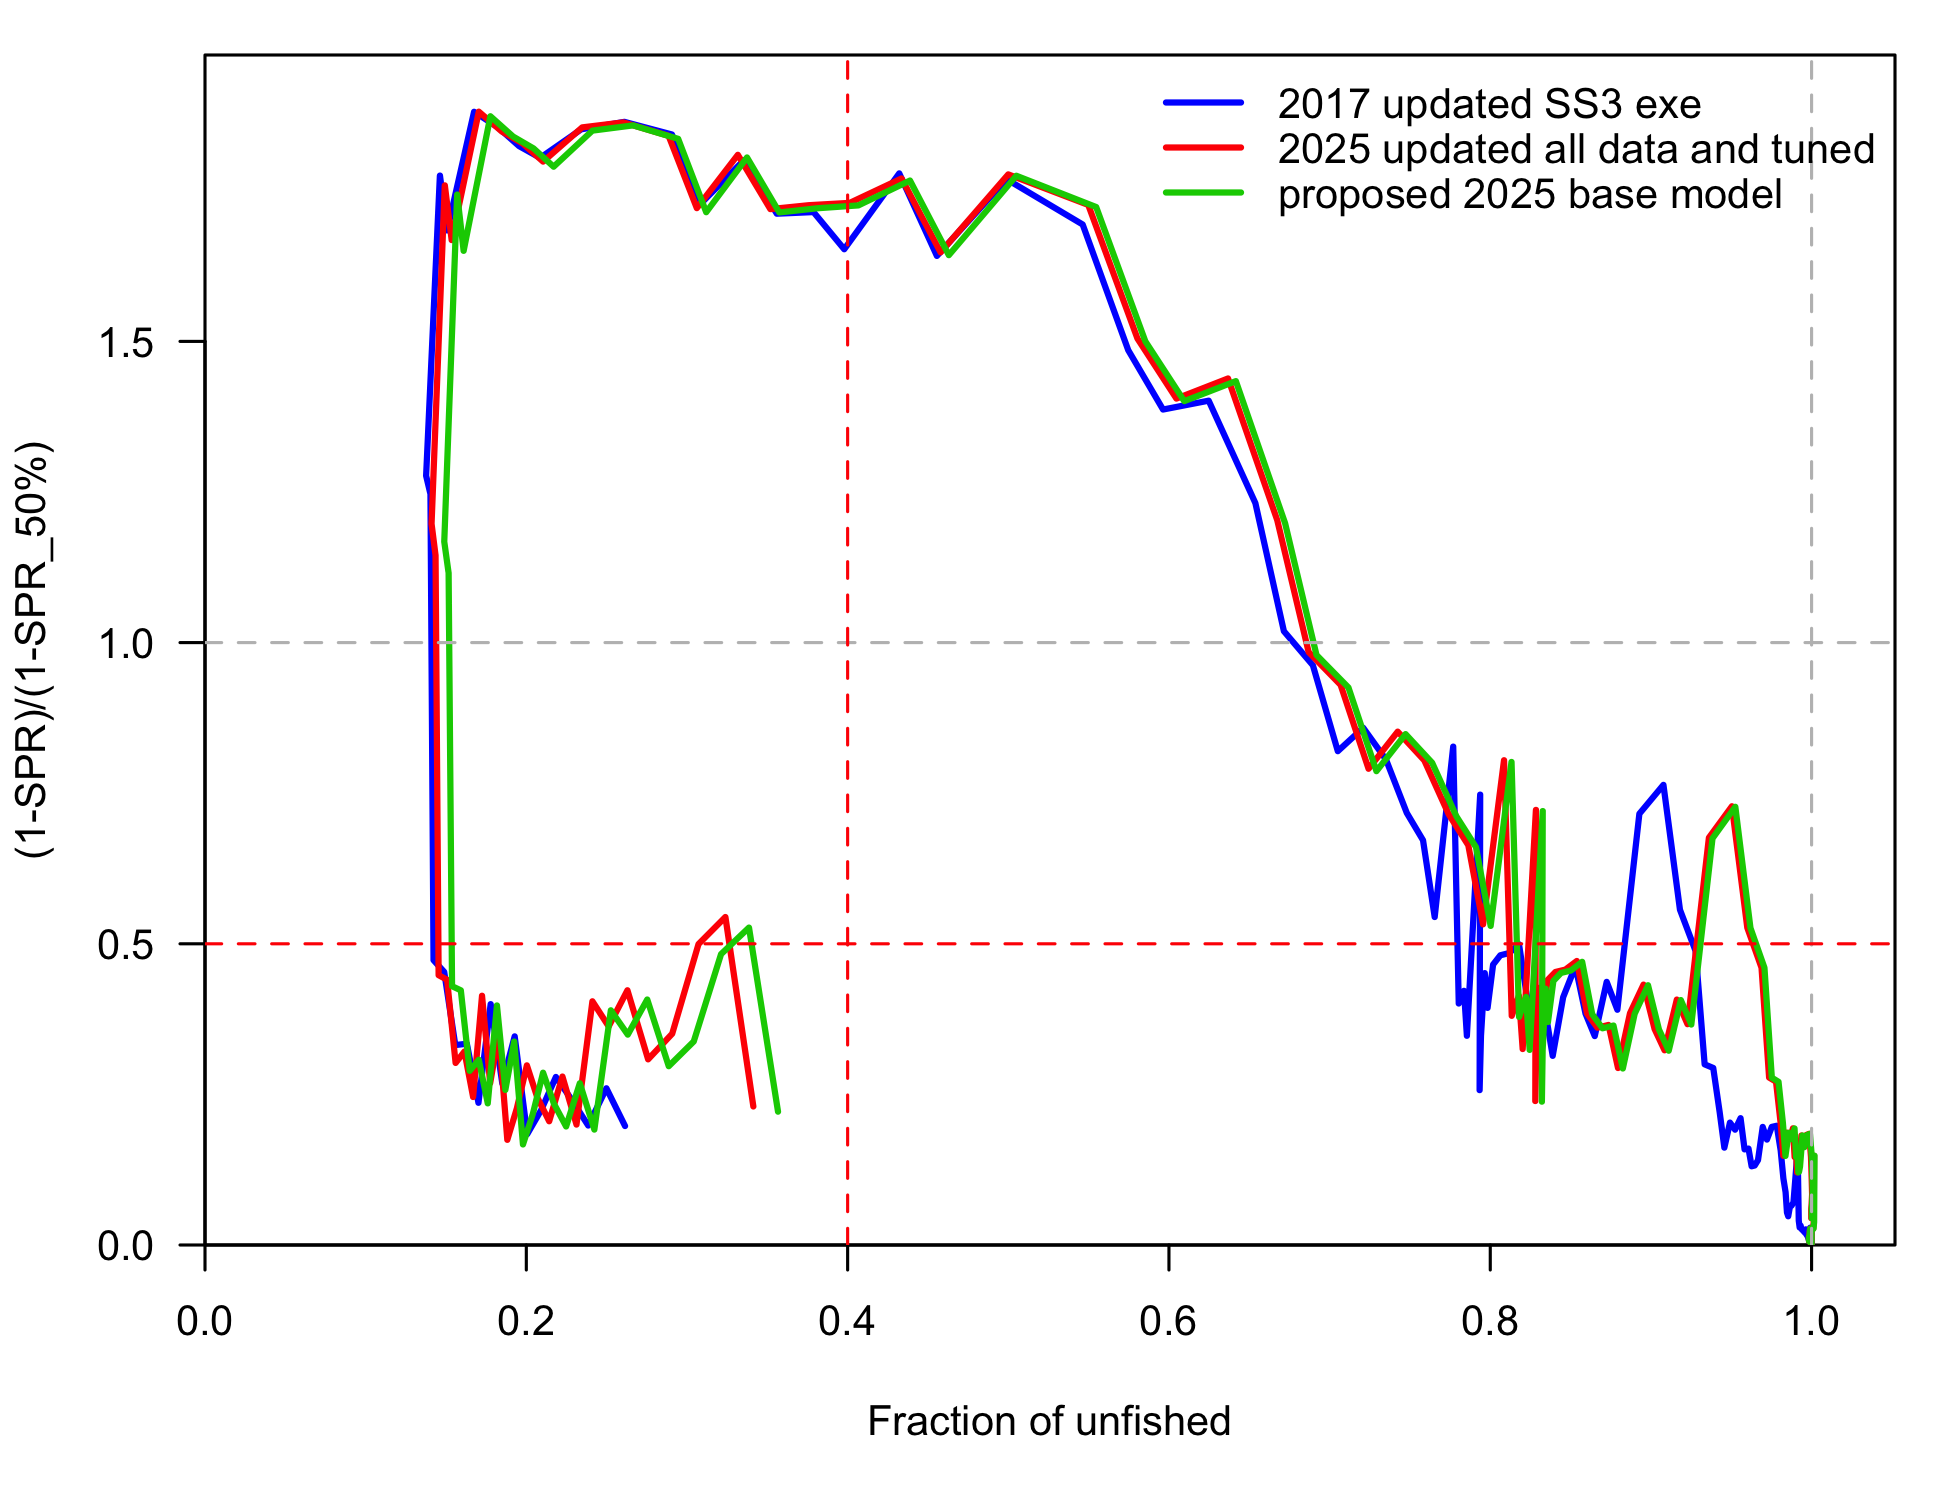 2017 updated SS3 exe
2025 updated all data and tuned
proposed 2025 base model
(1-SPR)/(1-SPR_50%)
1.5
1.0
0.5
0.0
0.0 0.2 0.4 0.6 0.8 1.0
Fraction of unfished